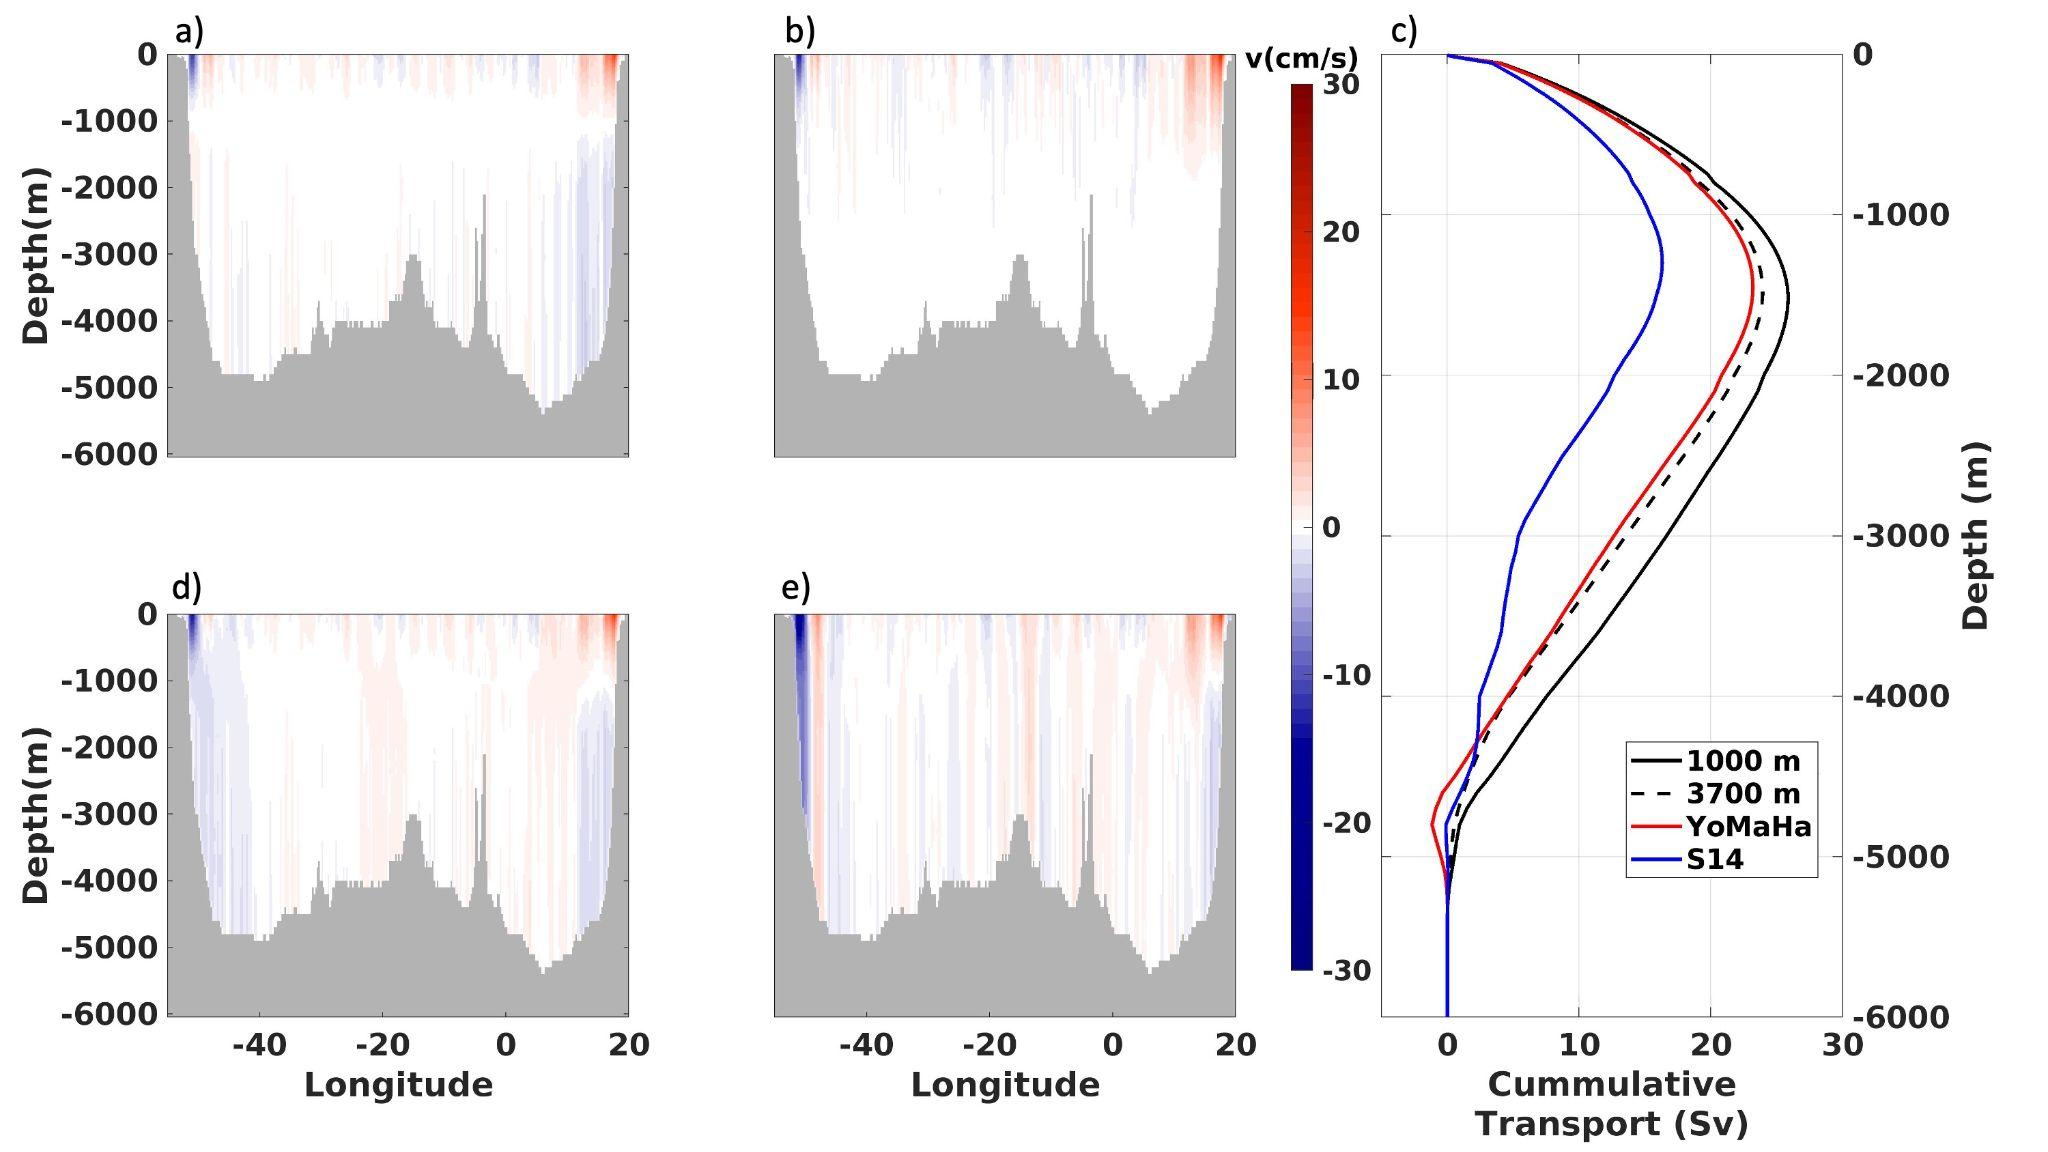 a)
0
-1000
-2000
-3000
-4000
-5000
-6000
Depth(m)
b)
v(cm/s)
30
20
10
0
-10
-20
-30
c)
0
-1000
-2000
-3000
-4000
-5000
-6000
Depth (m)
1000 m
3700 m
YoMaHa
S14
0 10 20 30
Cummulative
Transport (Sv)
d)
0
-1000
-2000
-3000
-4000
-5000
-6000
Depth(m)
-40 -20 0 20
Longitude
e)
-40 -20 0 20
Longitude